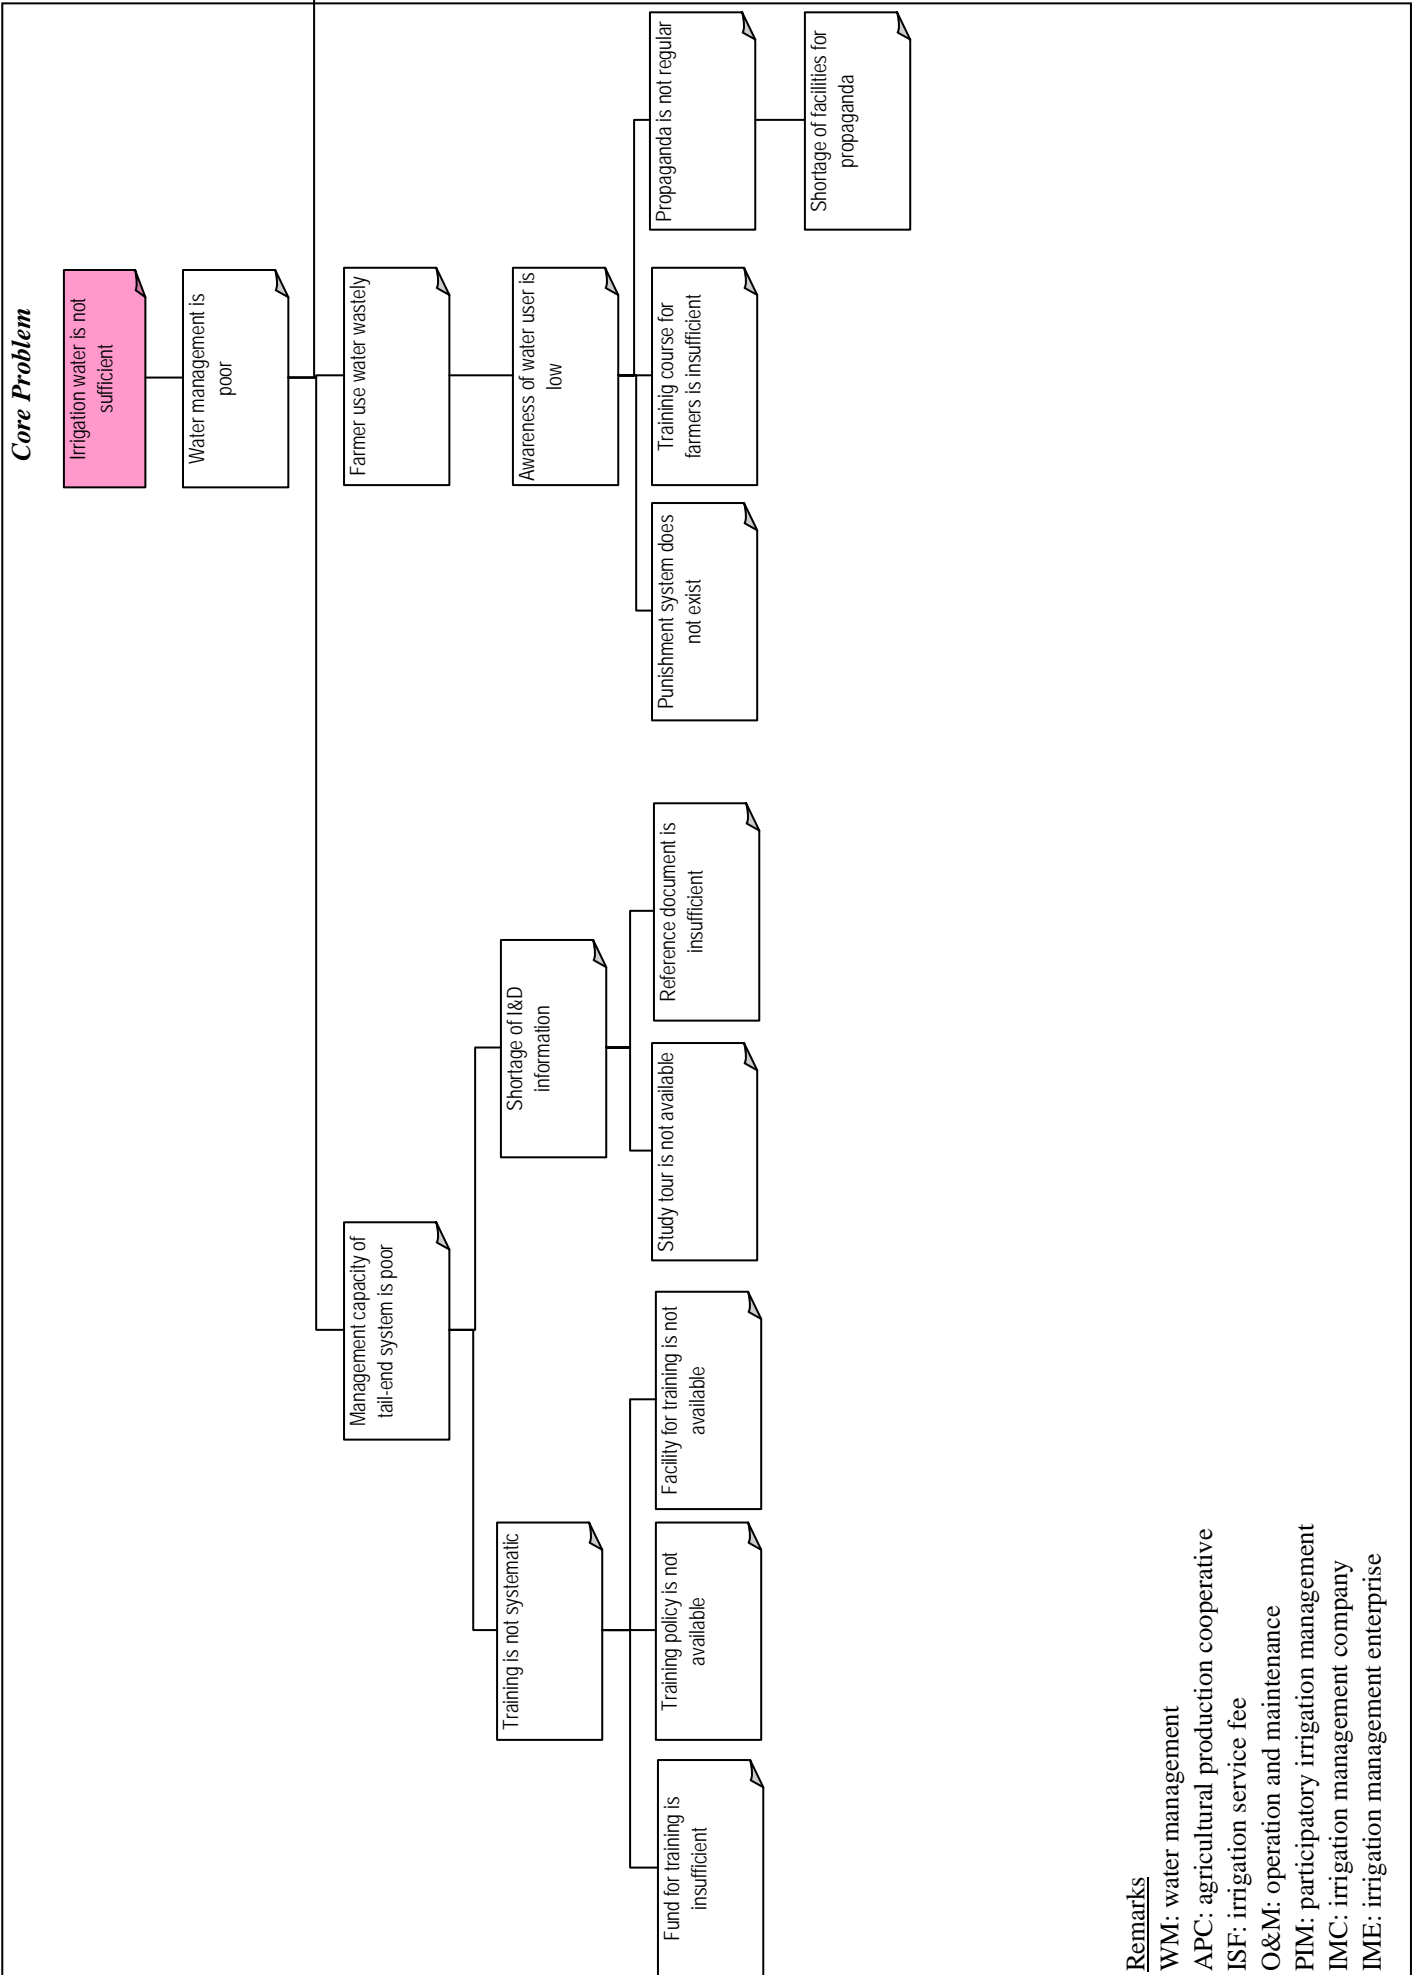 Core Problem
Irrigation water is not
sufficient
Water management is
poor
Management capacity of
tail-end system is poor
Farmer use water wastely
Training is not systematic
Shortage of I&D
information
Awareness of water user is
low
Fund for training is
insufficient
Training policy is not
available
Facility for training is not
available
Study tour is not available
Reference document is
insufficient
Punishment system does
not exist
Traininig course for
farmers is insufficient
Propaganda is not regular
Shortage of facilities for
propaganda
Remarks
WM: water management
APC: agricultural production cooperative
ISF: irrigation service fee
O&M: operation and maintenance
PIM: participatory irrigation management
IMC: irrigation management company
IME: irrigation management enterprise